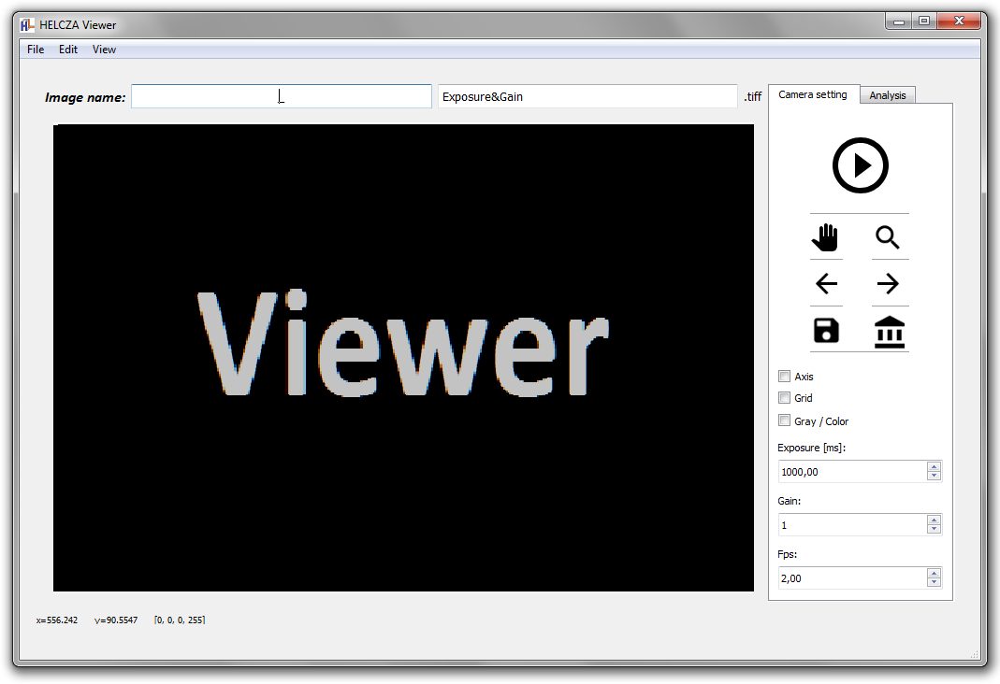 HELCZA Viewer
File Edit View
Image name: Exposure&Gain .tiff
Camera setting Analysis
Viewer
Axis
Grid
Gray / Color
Exposure [ms]:
1000,00
Gain:
1
Fps:
2,00
x=556.242 y=90.5547 [0, 0, 0, 255]